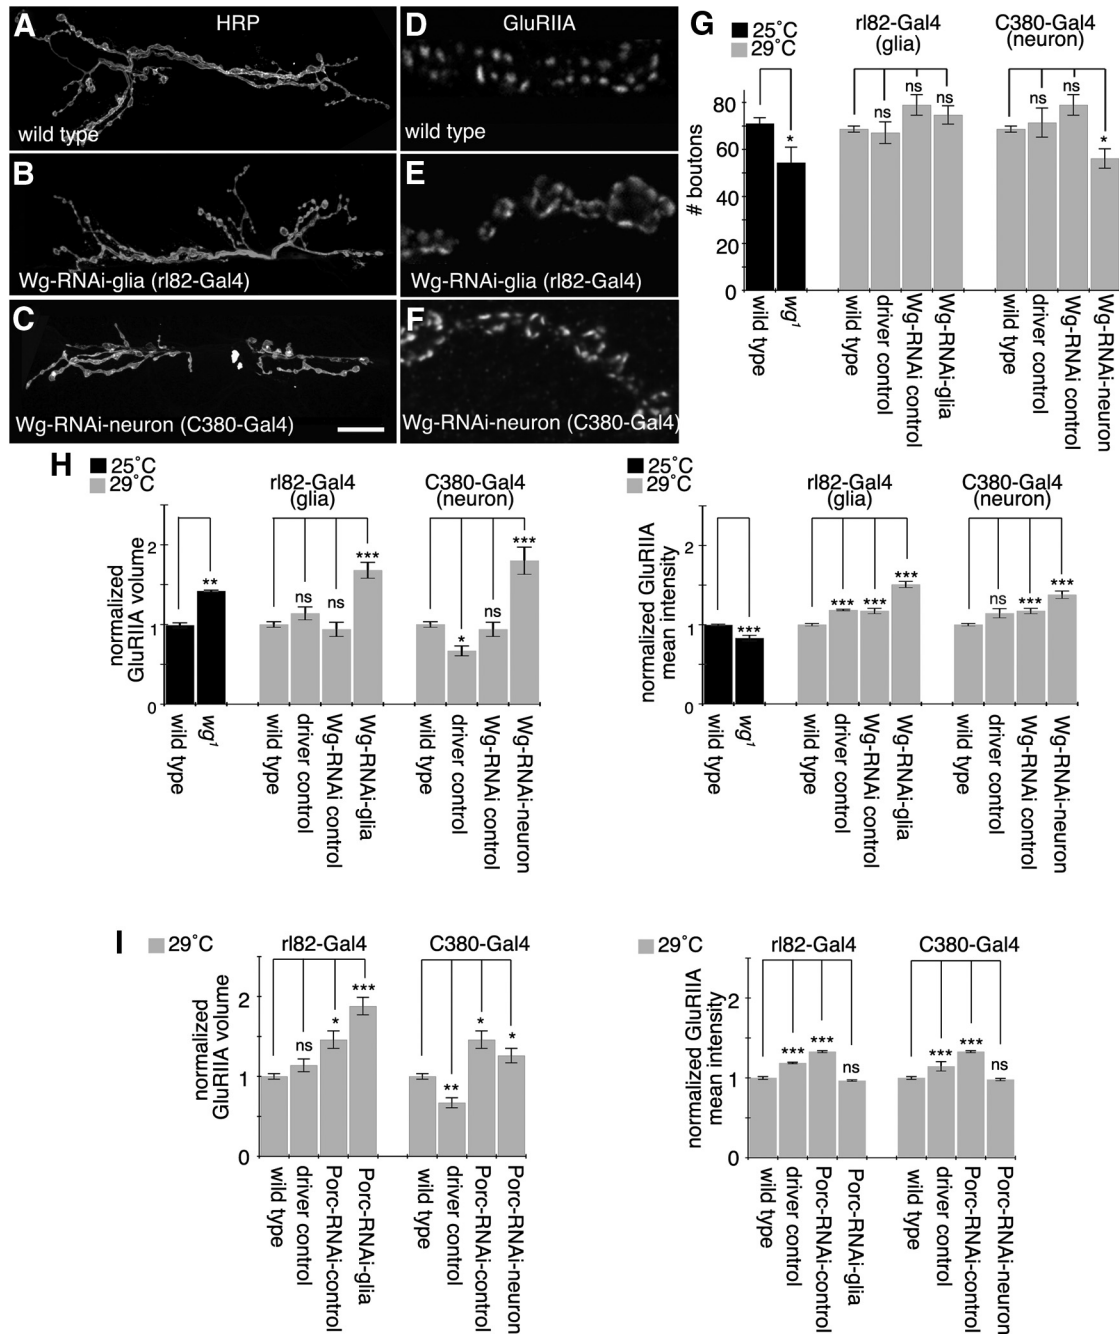 A
HRP
wild type
B
Wg-RNAi-glia (rl82-Gal4)
C
Wg-RNAi-neuron (C380-Gal4)
D
GluRIIA
wild type
E
Wg-RNAi-glia (rl82-Gal4)
F
Wg-RNAi-neuron (C380-Gal4)
G
25˚C
29˚C
rl82-Gal4
(glia)
C380-Gal4
(neuron)
# boutons
80
60
40
20
0
*
ns
ns
ns
ns
ns
*
wild type
wg1
wild type
driver control
Wg-RNAi control
Wg-RNAi-glia
wild type
driver control
Wg-RNAi control
Wg-RNAi-neuron
H
25˚C
29˚C
rl82-Gal4
(glia)
C380-Gal4
(neuron)
normalized
GluRIIA volume
2
1
0
**
ns
ns
***
*
ns
***
wild type
wg1
wild type
driver control
Wg-RNAi control
Wg-RNAi-glia
wild type
driver control
Wg-RNAi control
Wg-RNAi-neuron
25˚C
29˚C
rl82-Gal4
(glia)
C380-Gal4
(neuron)
normalized GluRIIA
mean intensity
2
1
0
***
***
***
***
ns
***
***
wild type
wg1
wild type
driver control
Wg-RNAi control
Wg-RNAi-glia
wild type
driver control
Wg-RNAi control
Wg-RNAi-neuron
I
29˚C
rl82-Gal4
C380-Gal4
normalized
GluRIIA volume
2
1
0
ns
*
***
**
*
*
wild type
driver control
Porc-RNAi-control
Porc-RNAi-glia
wild type
driver control
Porc-RNAi-control
Porc-RNAi-neuron
29˚C
rl82-Gal4
C380-Gal4
normalized GluRIIA
mean intensity
2
1
0
***
***
ns
***
***
ns
wild type
driver control
Porc-RNAi-control
Porc-RNAi-glia
wild type
driver control
Porc-RNAi-control
Porc-RNAi-neuron